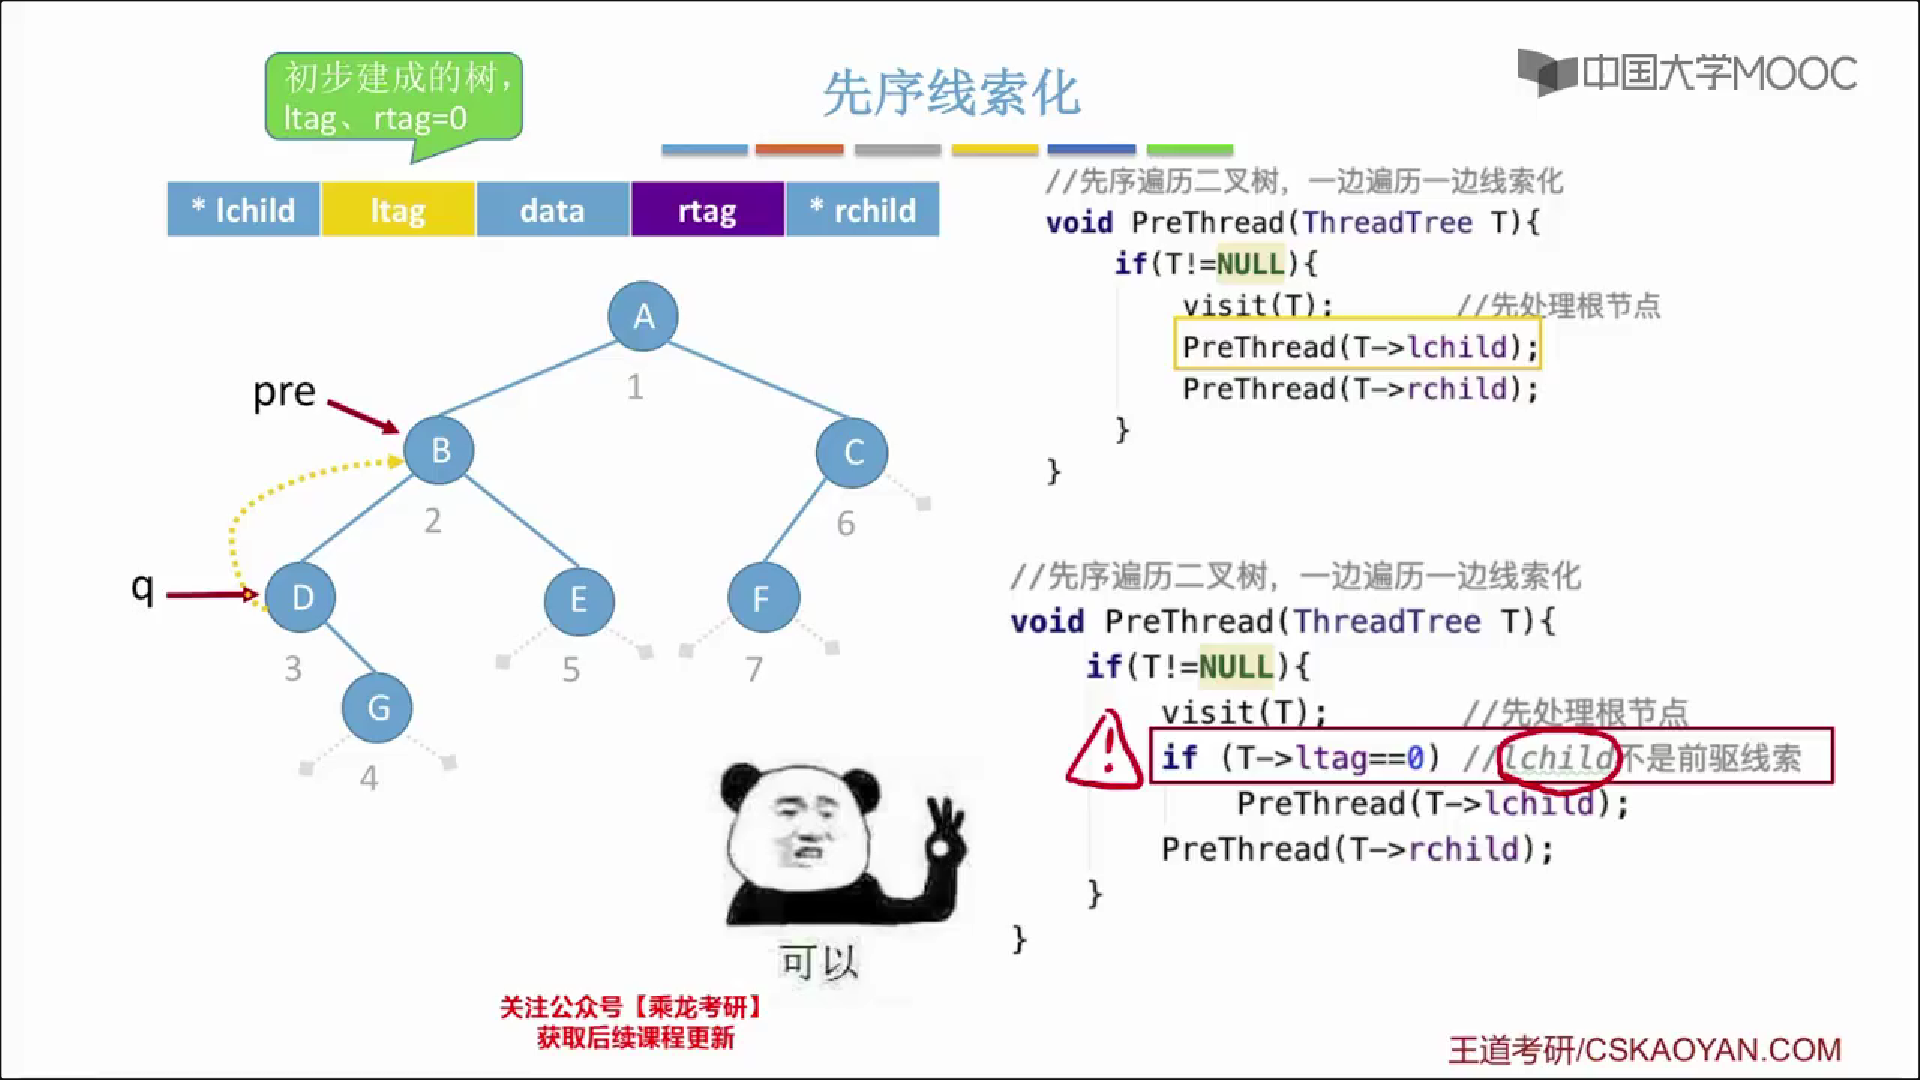 初步建成的树，
ltag、rtag=0
先序线索化
中国大学MOOC
* lchild ltag data rtag * rchild
//先序遍历二叉树，一边遍历一边线索化
void PreThread(ThreadTree T){
if(T!=NULL){
visit(T); //先处理根节点
PreThread(T->lchild);
PreThread(T->rchild);
}
}
A
1
pre
B
C
2
6
q
D
E
F
3
5
7
G
4
//先序遍历二叉树，一边遍历一边线索化
void PreThread(ThreadTree T){
if(T!=NULL){
visit(T); //先处理根节点
!
if (T->ltag==0) //lchild不是前驱线索
PreThread(T->lchild);
PreThread(T->rchild);
}
}
可以
关注公众号【乘龙考研】
获取后续课程更新
王道考研/CSKAOYAN.COM